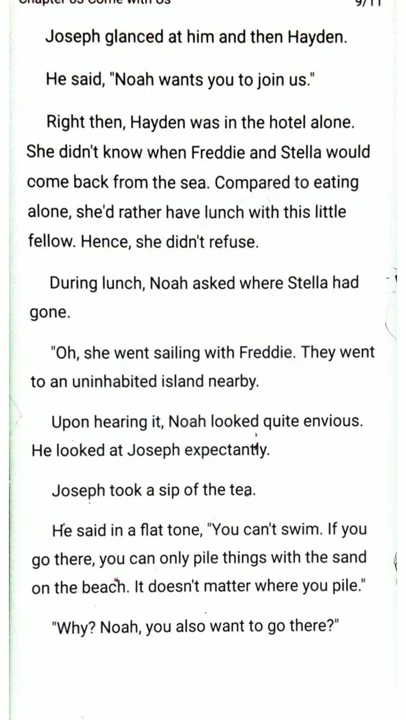 Joseph glanced at him and then Hayden.
He said, "Noah wants you to join us."
Right then, Hayden was in the hotel alone.
She didn't know when Freddie and Stella would
come back from the sea. Compared to eating
alone, she'd rather have lunch with this little
fellow. Hence, she didn't refuse.
During lunch, Noah asked where Stella had
gone.
"Oh, she went sailing with Freddie. They went
to an uninhabited island nearby.
Upon hearing it, Noah looked quite envious.
He looked at Joseph expectantly.
Joseph took a sip of the tea.
He said in a flat tone, "You can't swim. If you
go there, you can only pile things with the sand
on the beach. It doesn't matter where you pile."
"Why? Noah, you also want to go there?"